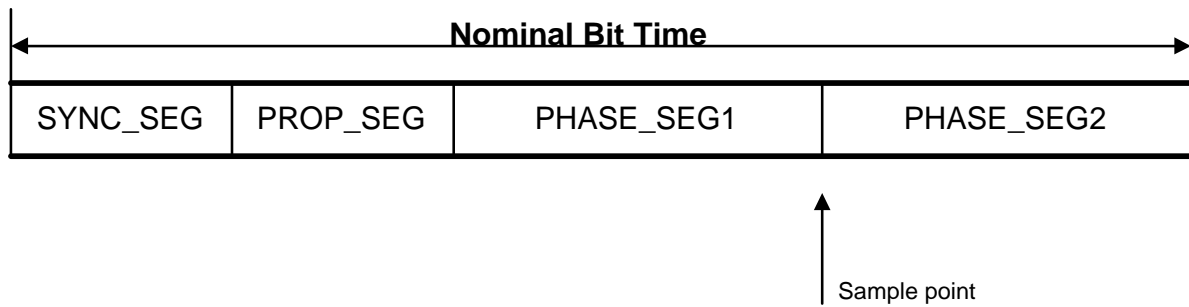 Nominal Bit Time
SYNC_SEG PROP_SEG PHASE_SEG1 PHASE_SEG2
Sample point